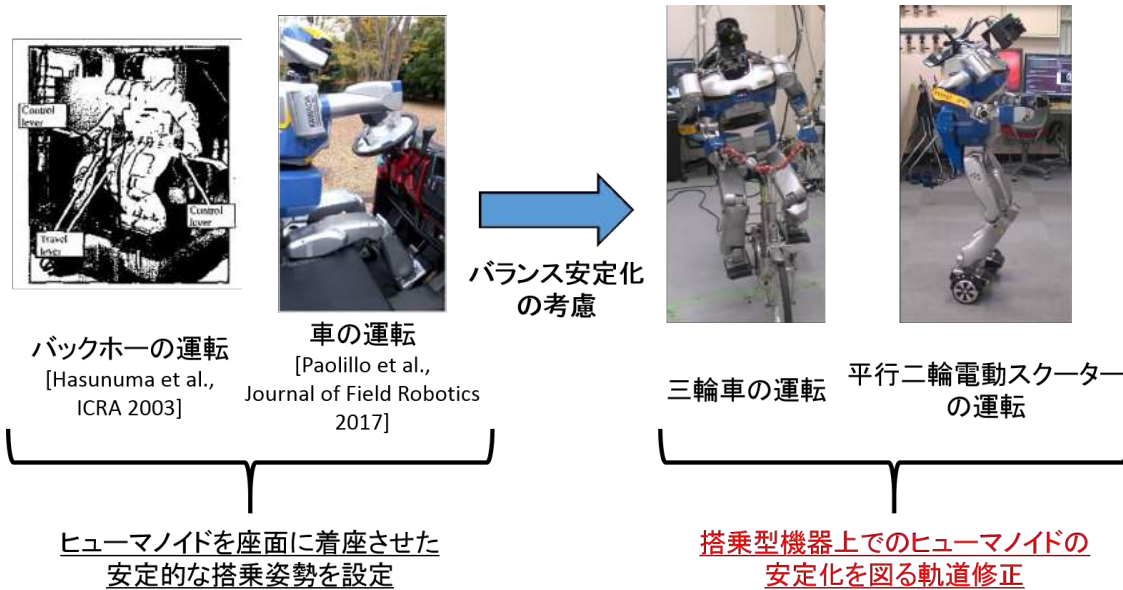 Control
lever
Control
lever
Travel
lever
KAWADA
バランス安定化
の考慮
バックホーの運転
[Hasunuma et al.,
ICRA 2003]
車の運転
[Paolillo et al.,
Journal of Field Robotics
2017]
三輪車の運転
平行二輪電動スクーター
の運転
ヒューマノイドを座面に着座させた
安定的な搭乗姿勢を設定
搭乗型機器上でのヒューマノイドの
安定化を図る軌道修正